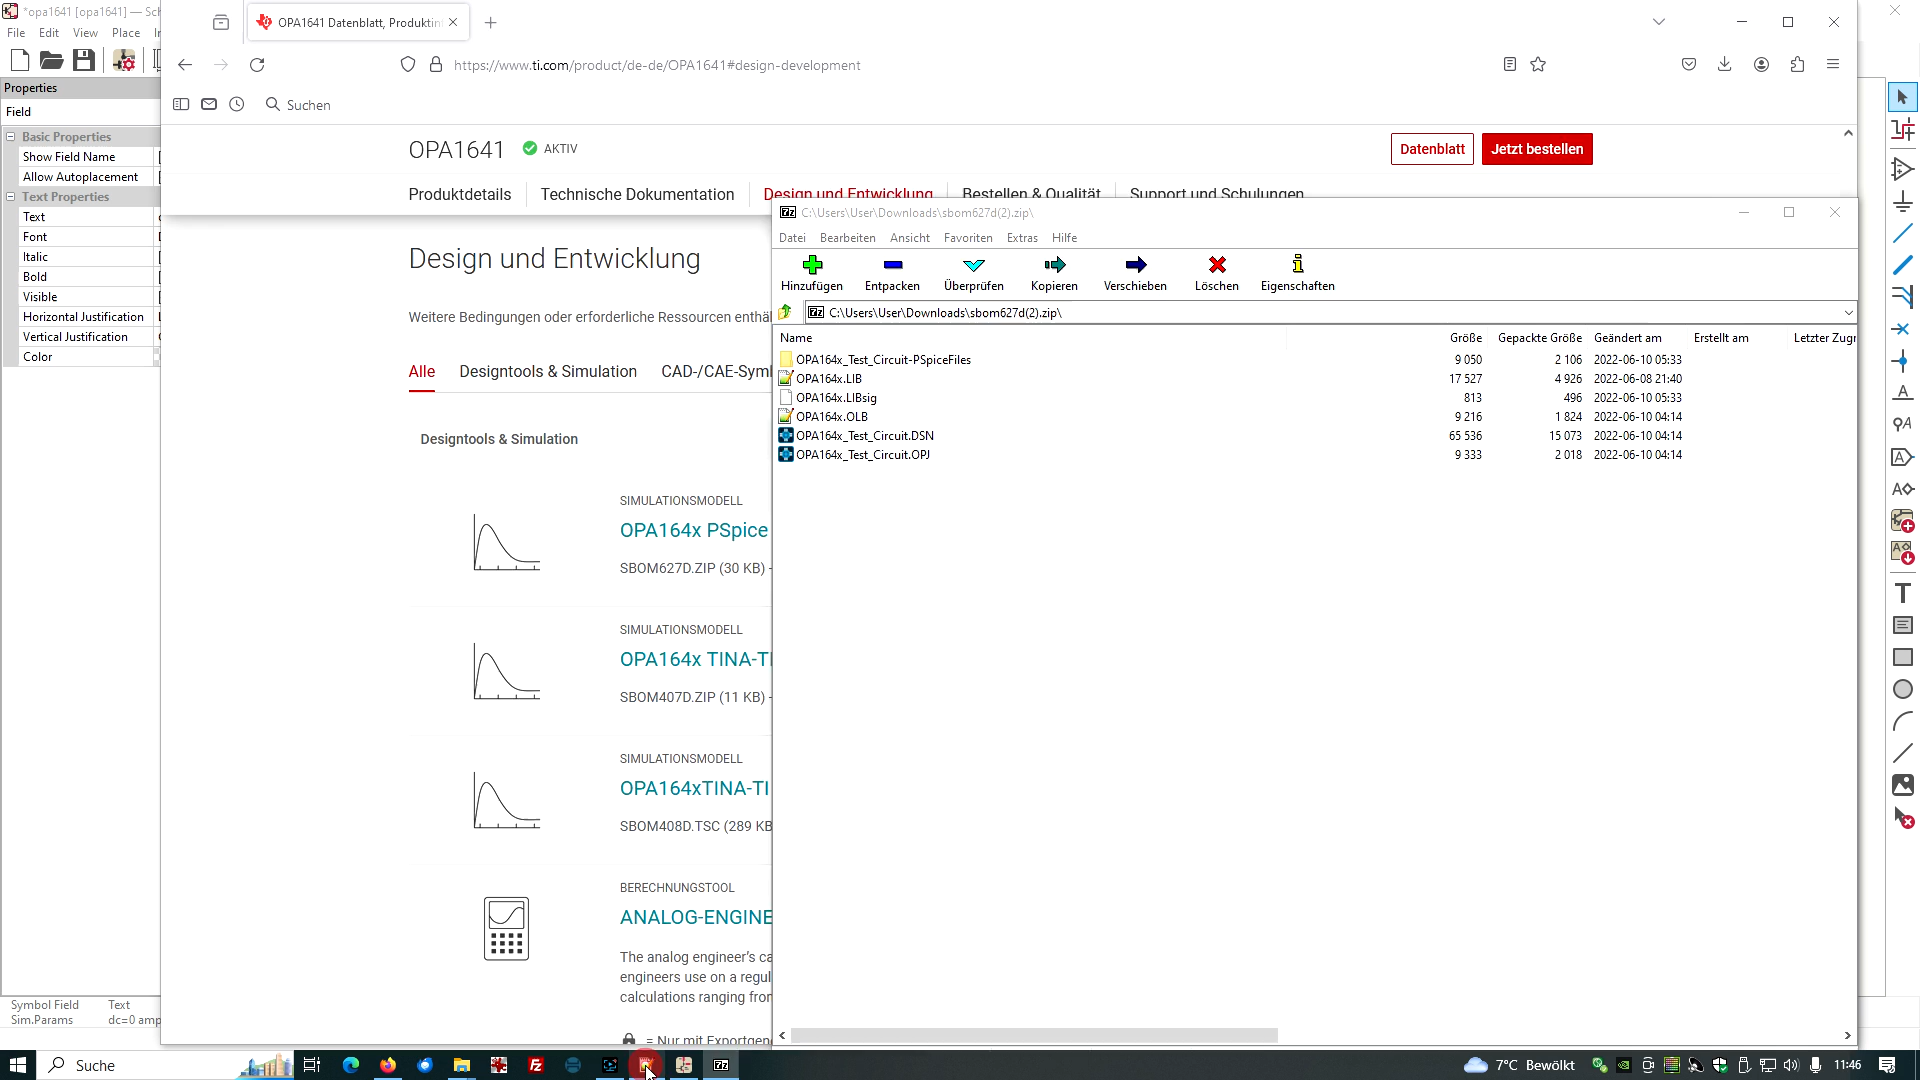 *opa1641 [opa1641] — Sc
OPA1641 Datenblatt, Produktin
File Edit View Place
https://www.ti.com/product/de-de/OPA1641#design-development
Properties
Field
Suchen
Basic Properties
Show Field Name
Allow Autoplacement
Text Properties
Text
Font
Italic
Bold
Visible
Horizontal Justification
Vertical Justification
Color
OPA1641 AKTIV
Datenblatt Jetzt bestellen
Produktdetails Technische Dokumentation Design und Entwicklung Bestellen & Qualität Support und Schulungen
Design und Entwicklung
Weitere Bedingungen oder erforderliche Ressourcen enthä
Alle Designtools & Simulation CAD-/CAE-Sym
Designtools & Simulation
SIMULATIONSMODELL
OPA164x PSpice
SBOM627D.ZIP (30 KB) -
SIMULATIONSMODELL
OPA164x TINA-TI
SBOM407D.ZIP (11 KB) -
SIMULATIONSMODELL
OPA164xTINA-TI
SBOM408D.TSC (289 KB
BERECHNUNGSTOOL
ANALOG-ENGINE
The analog engineer's ca
engineers use on a regul
calculations ranging fror
= Nur mit Exportgene
C:\Users\User\Downloads\sbom627d(2).zip\
Datei Bearbeiten Ansicht Favoriten Extras Hilfe
Hinzufügen Entpacken Überprüfen Kopieren Verschieben Löschen Eigenschaften
C:\Users\User\Downloads\sbom627d(2).zip\
Name Größe Gepackte Größe Geändert am Erstellt am Letzter Zugr
OPA164x_Test_Circuit-PSpiceFiles 9 050 2 106 2022-06-10 05:33
OPA164x.LIB 17 527 4 926 2022-06-08 21:40
OPA164x.LIBsig 813 496 2022-06-10 05:33
OPA164x.OLB 9 216 1 824 2022-06-10 04:14
OPA164x_Test_Circuit.DSN 65 536 15 073 2022-06-10 04:14
OPA164x_Test_Circuit.OPJ 9 333 2 018 2022-06-10 04:14
Symbol Field Text
Sim.Params dc=0 amp
Suche
7°C Bewölkt
11:46